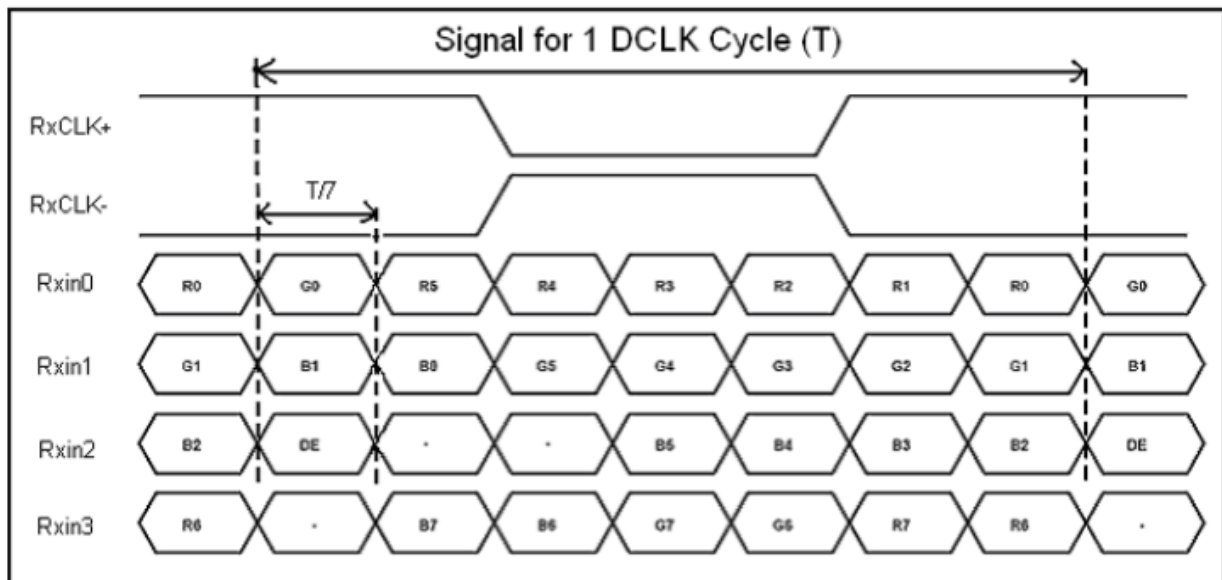 Signal for 1 DCLK Cycle (T)
RxCLK+
RxCLK-
T/7
Rxin0 R0 G0 R5 R4 R3 R2 R1 R0 G0
Rxin1 G1 B1 B0 G5 G4 G3 G2 G1 B1
Rxin2 B2 DE - - B5 B4 B3 B2 DE
Rxin3 R6 - B7 B6 G7 G6 R7 R6 -